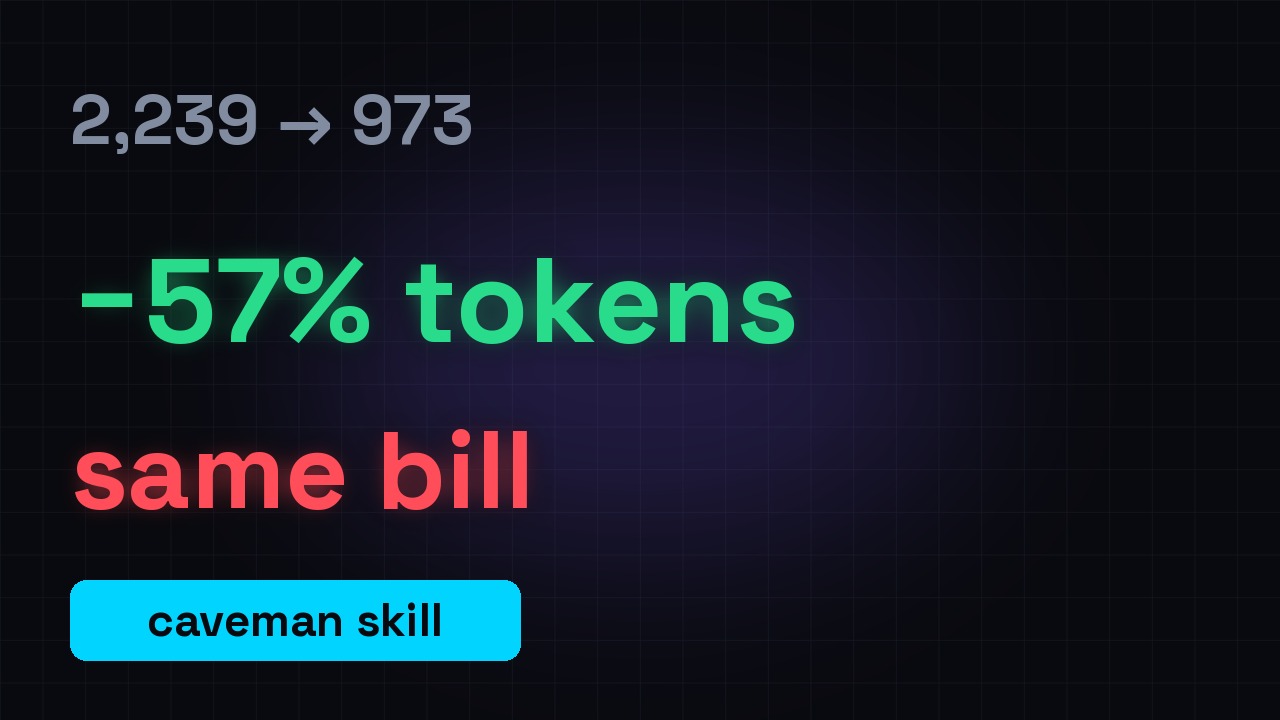 2,239 → 973
−57% tokens
same bill
caveman skill